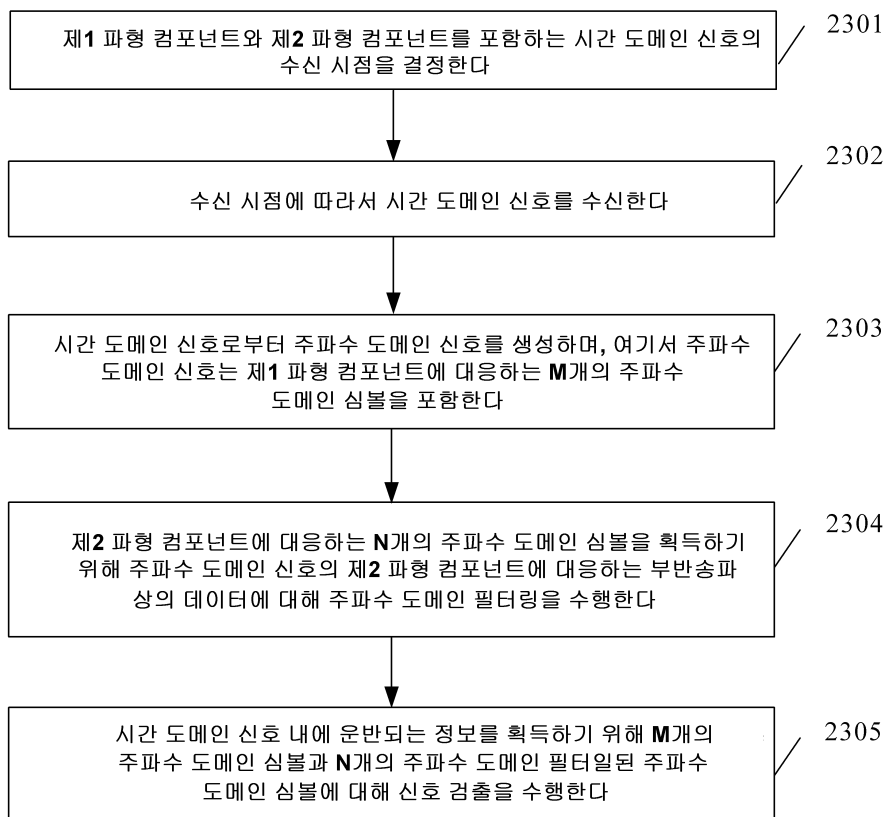 제1 파형 컴포넌트와 제2 파형 컴포넌트를 포함하는 시간 도메인 신호의
수신 시점을 결정한다
2301
수신 시점에 따라서 시간 도메인 신호를 수신한다
2302
시간 도메인 신호로부터 주파수 도메인 신호를 생성하며, 여기서 주파수
도메인 신호는 제1 파형 컴포넌트에 대응하는 M개의 주파수
도메인 심볼을 포함한다
2303
제2 파형 컴포넌트에 대응하는 N개의 주파수 도메인 심볼을 획득하기
위해 주파수 도메인 신호의 제2 파형 컴포넌트에 대응하는 부반송파
상의 데이터에 대해 주파수 도메인 필터링을 수행한다
2304
시간 도메인 신호 내에 운반되는 정보를 획득하기 위해 M개의
주파수 도메인 심볼과 N개의 주파수 도메인 필터일된 주파수
도메인 심볼에 대해 신호 검출을 수행한다
2305